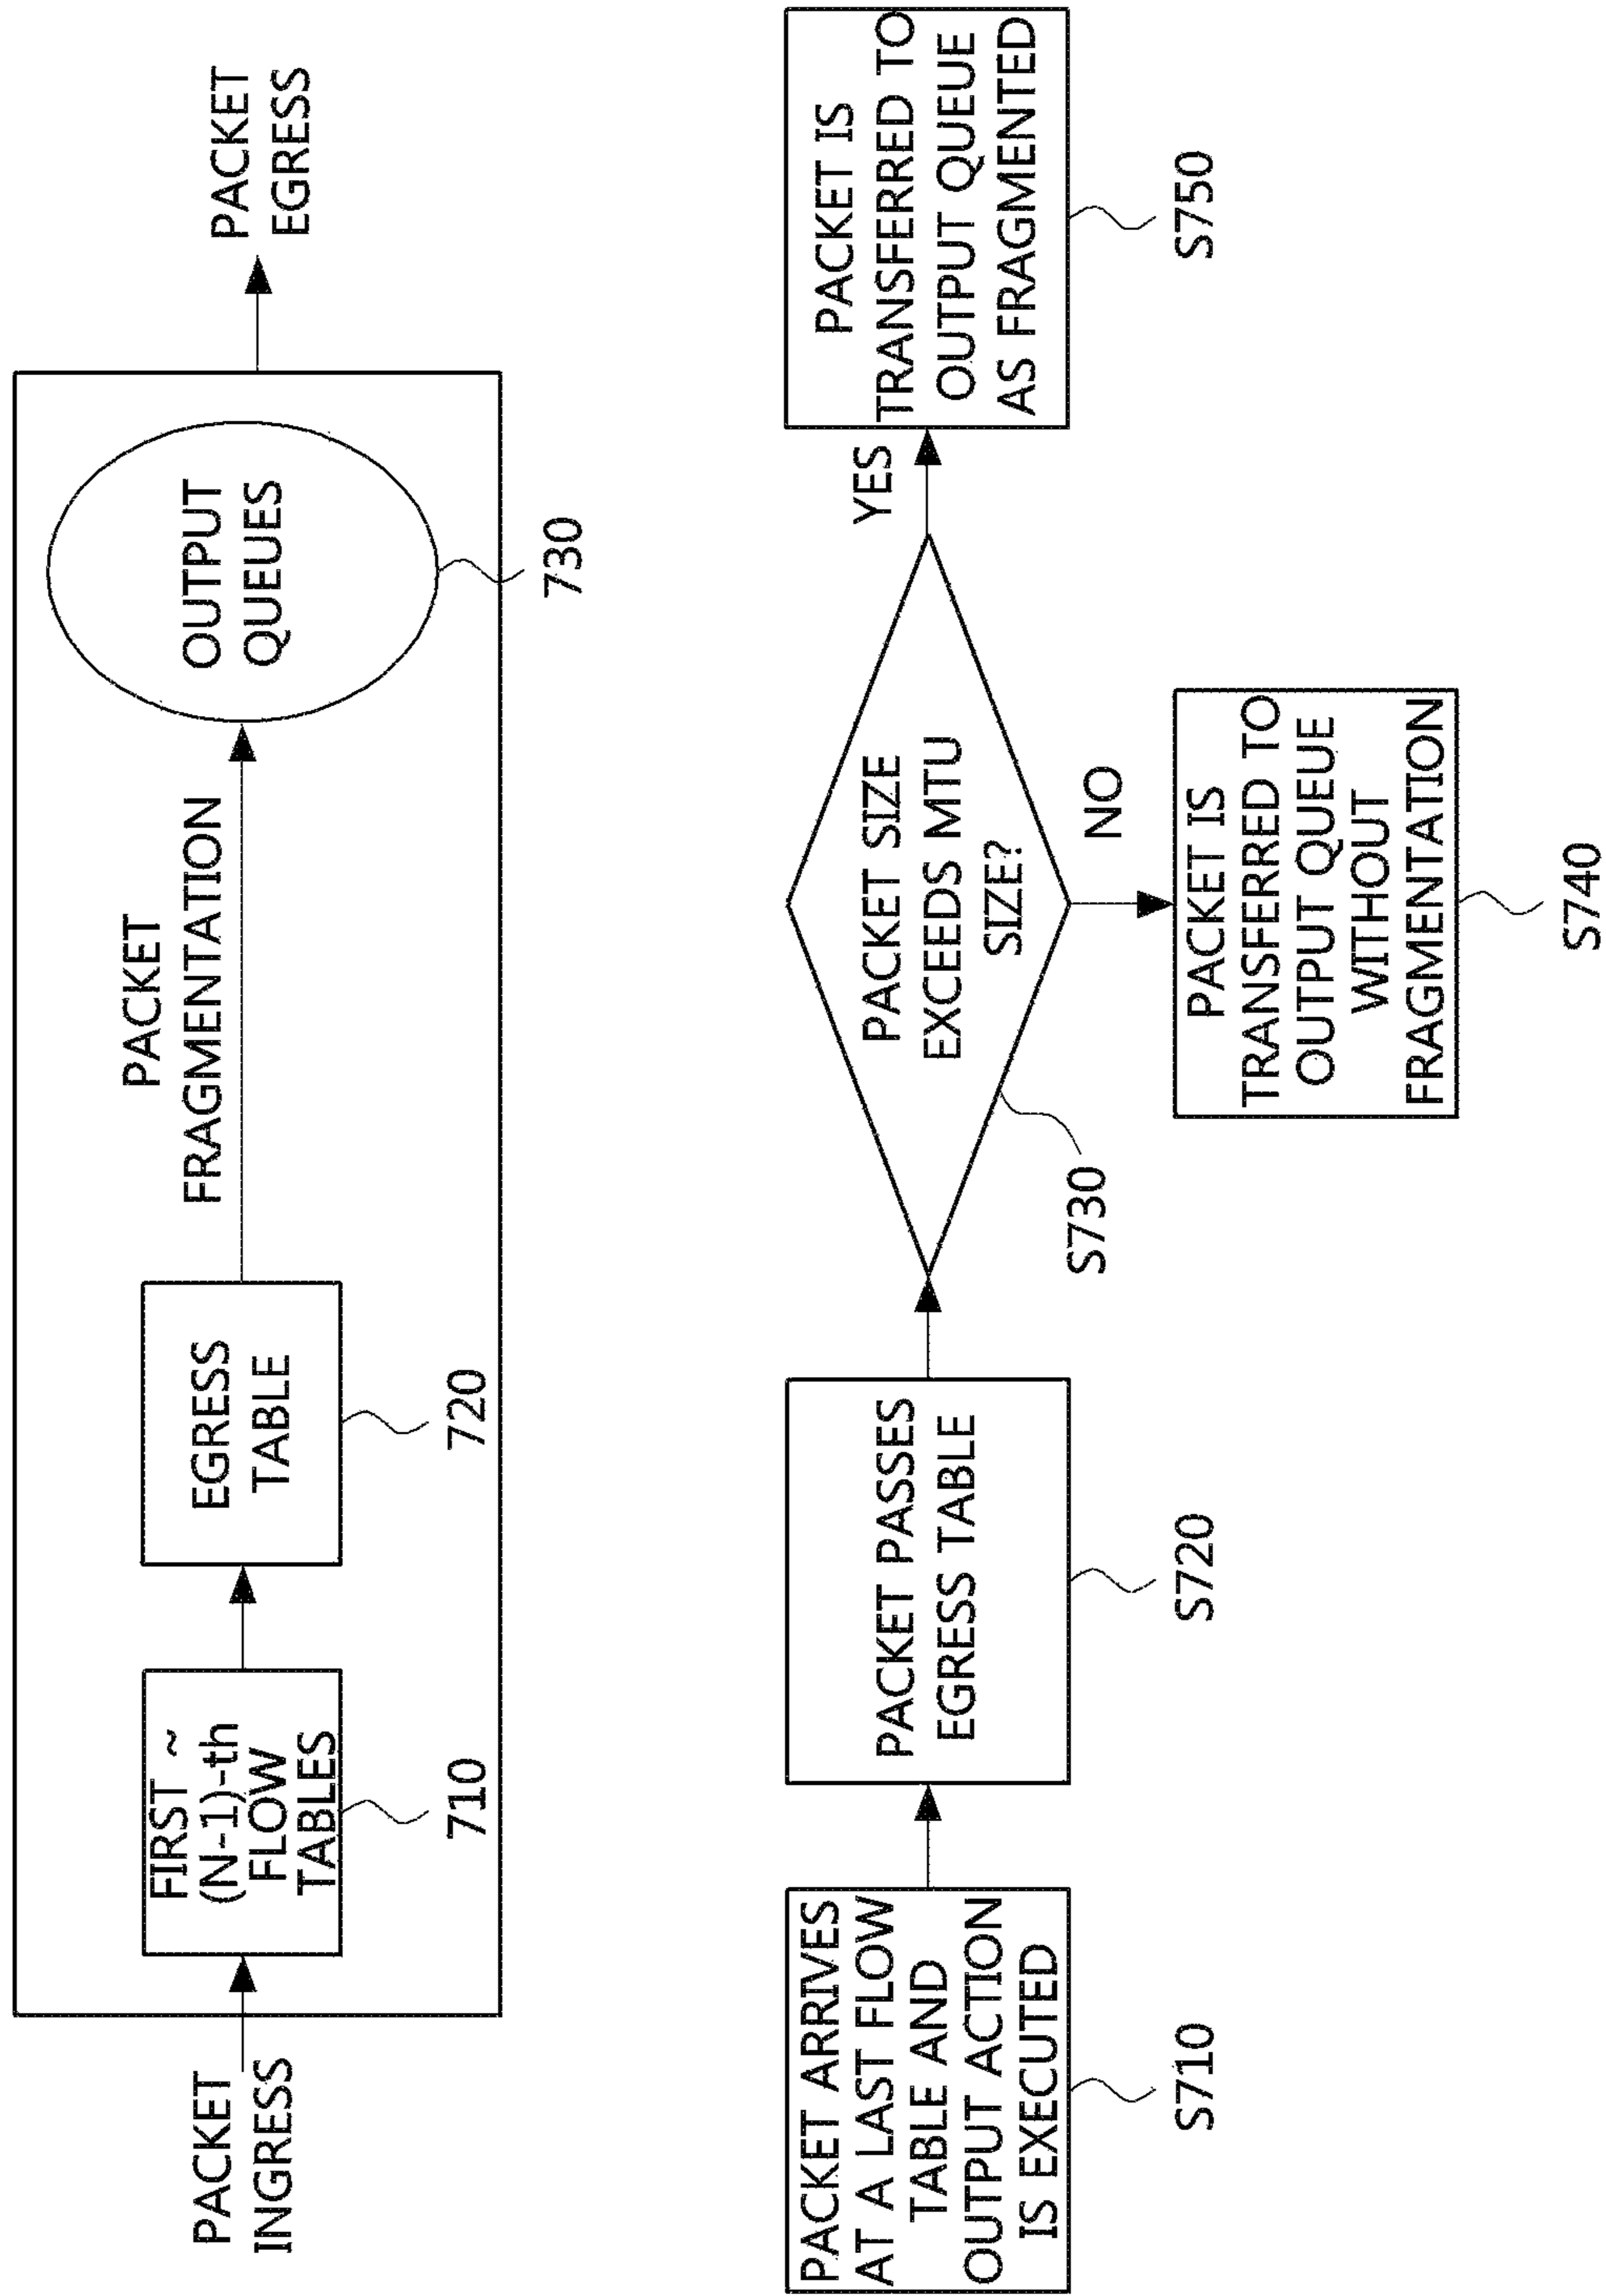 PACKET
INGRESS
FIRST ~
(N-1)-th
FLOW
TABLES
710
EGRESS
TABLE
720
PACKET
FRAGMENTATION
OUTPUT
QUEUES
730
PACKET
EGRESS
PACKET ARRIVES
AT A LAST FLOW
TABLE AND
OUTPUT ACTION
IS EXECUTED
S710
PACKET PASSES
EGRESS TABLE
S720
PACKET SIZE
EXCEEDS MTU
SIZE?
S730
NO
PACKET IS
TRANSFERRED TO
OUTPUT QUEUE
WITHOUT
FRAGMENTATION
S740
YES
PACKET IS
TRANSFERRED TO
OUTPUT QUEUE
AS FRAGMENTED
S750